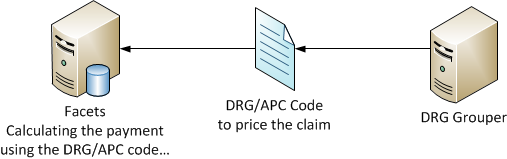 Facets
Calculating the payment
using the DRG/APC code...
DRG/APC Code
to price the claim
DRG Grouper